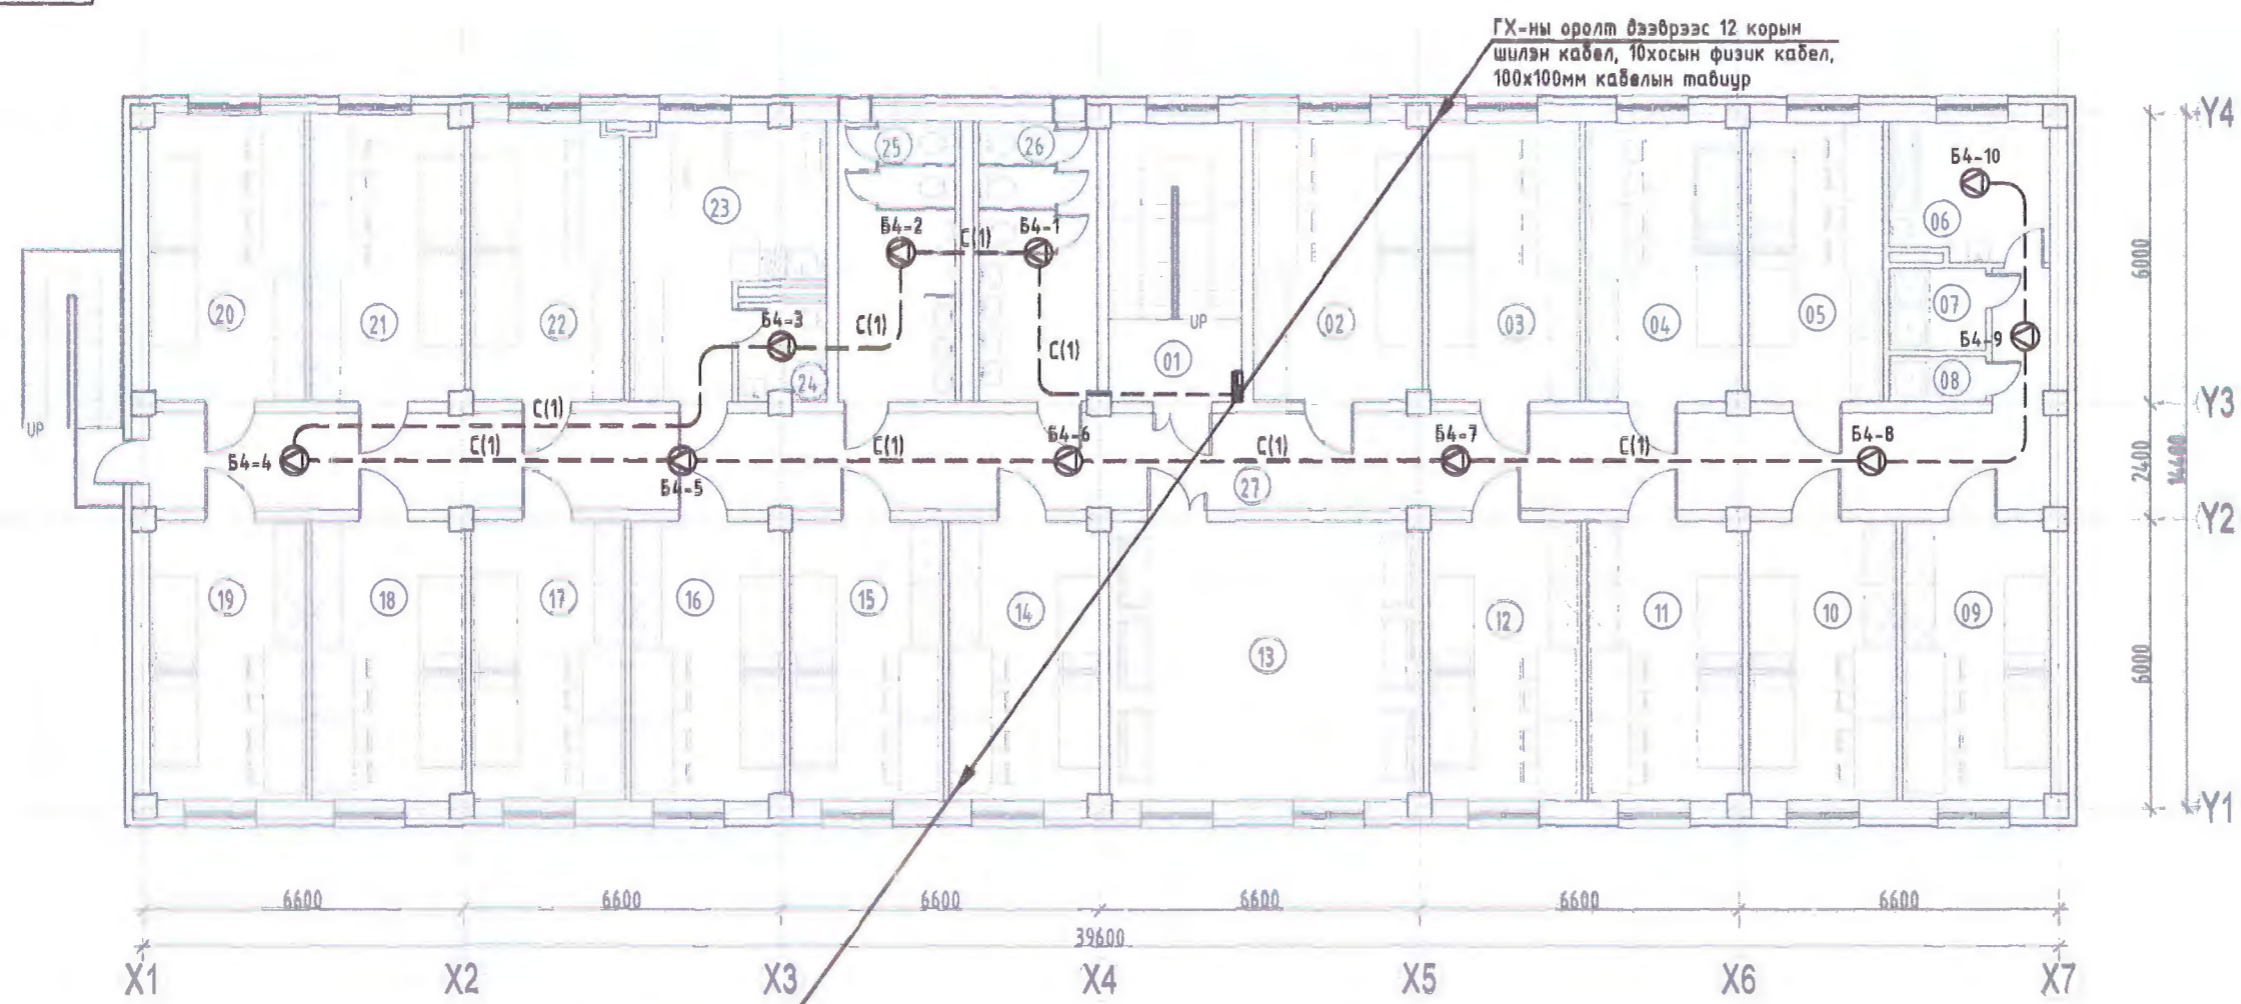 ГХ-ны оролт дээврээс 12 корын
шилэн кабел, 10хосын физик кабел,
100х100мм кабелын тавиур
Y4
25
26
Б4-10
23
06
Б4-2
С(1)
Б4-1
6000
20
21
22
Б4-3
С(1)
UP
02
03
04
05
07
Б4-9
С(1)
01
24
08
UP
С(1)
Y3
Б4-4
С(1)
Б4-5
С(1)
Б4-6
С(1)
Б4-7
С(1)
Б4-8
2400
14400
27
Y2
19
18
17
16
15
14
13
12
11
10
09
6000
Y1
6600
6600
6600
6600
6600
6600
39600
X1
X2
X3
X4
X5
X6
X7